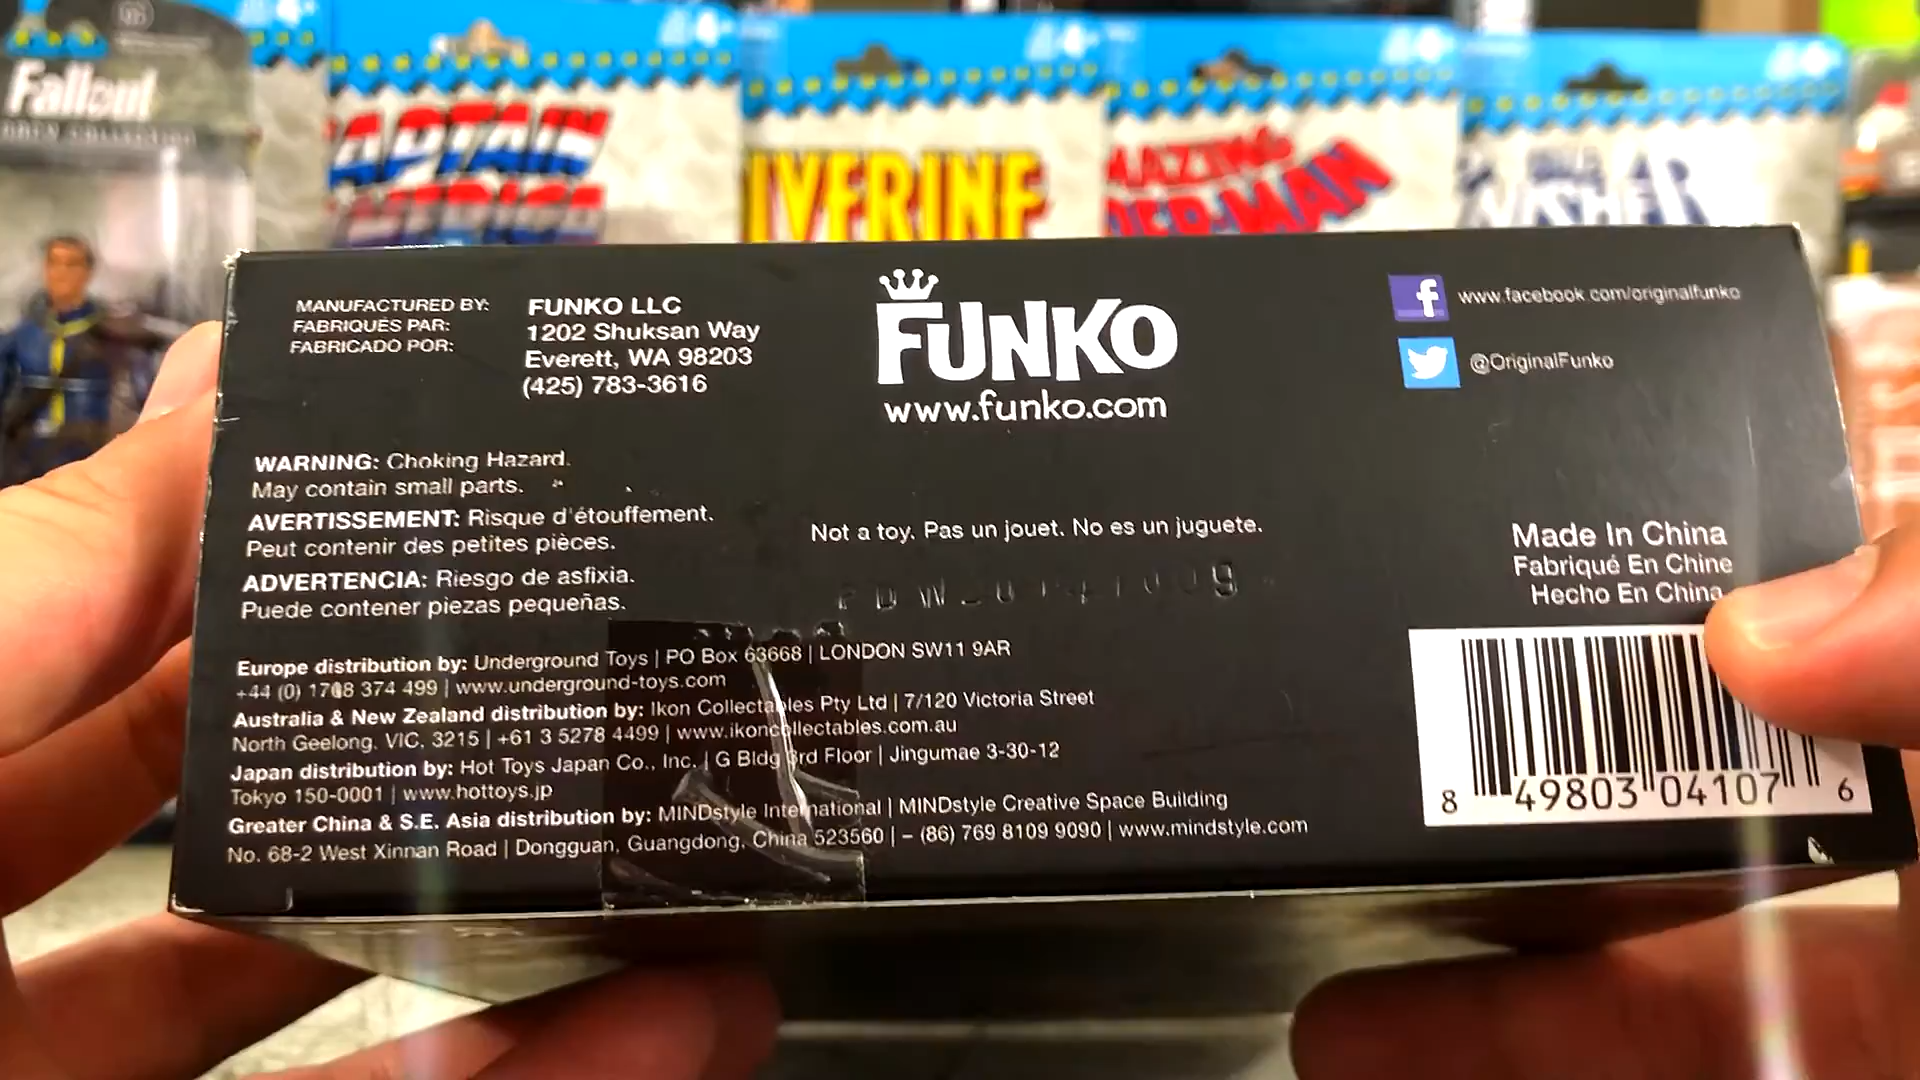 Fallout
CAPTAIN
AMERICA
WOLVERINE
AMAZING
SPIDER-MAN
PUNISHER
MANUFACTURED BY:
FABRIQUÉS PAR:
FABRICADO POR:
FUNKO LLC
1202 Shuksan Way
Everett, WA 98203
(425) 783-3616
FUNKO
www.funko.com
www.facebook.com/originalfunko
@OriginalFunko
WARNING: Choking Hazard.
May contain small parts.
AVERTISSEMENT: Risque d'étouffement.
Peut contenir des petites pièces.
ADVERTENCIA: Riesgo de asfixia.
Puede contener piezas pequeñas.
Not a toy. Pas un jouet. No es un juguete.
Made In China
Fabriqué En Chine
Hecho En China
Europe distribution by: Underground Toys | PO Box 63668 | LONDON SW11 9AR
+44 (0) 1708 374 499 | www.underground-toys.com
Australia & New Zealand distribution by: Ikon Collectables Pty Ltd | 7/120 Victoria Street
North Geelong, VIC, 3215 | +61 3 5278 4499 | www.ikoncollectables.com.au
Japan distribution by: Hot Toys Japan Co., Inc. | G Bldg 3rd Floor | Jingumae 3-30-12
Tokyo 150-0001 | www.hottoys.jp
Greater China & S.E. Asia distribution by: MINDstyle International | MINDstyle Creative Space Building
No. 68-2 West Xinnan Road | Dongguan, Guangdong, China 523560 | – (86) 769 8109 9090 | www.mindstyle.com
8 49803 04107 6